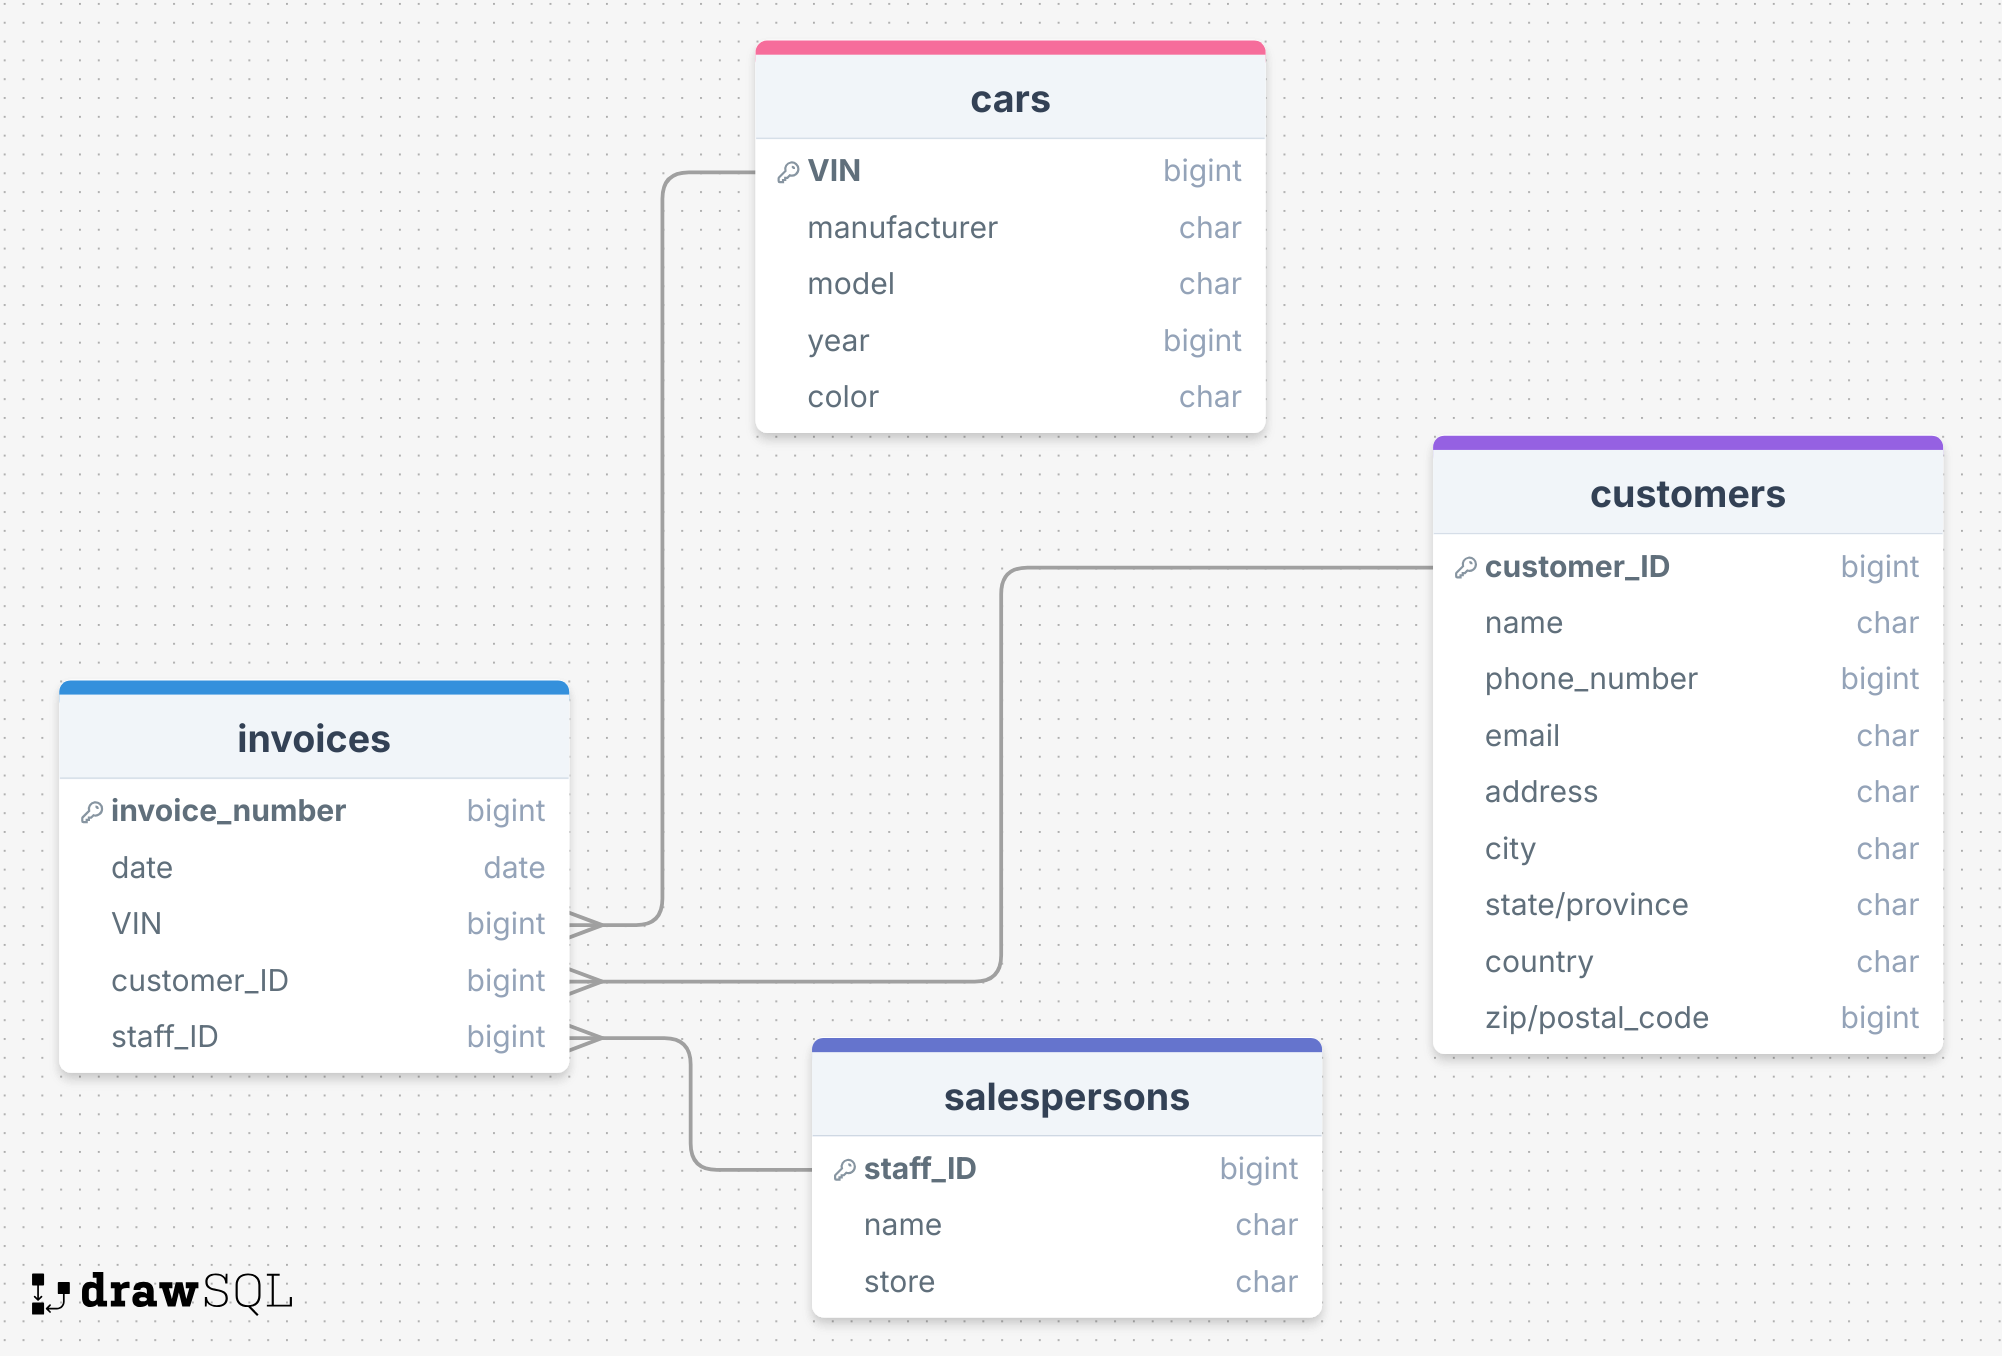 cars
VIN bigint
manufacturer char
model char
year bigint
color char
customers
customer_ID bigint
name char
phone_number bigint
email char
address char
city char
state/province char
country char
zip/postal_code bigint
invoices
invoice_number bigint
date date
VIN bigint
customer_ID bigint
staff_ID bigint
salespersons
staff_ID bigint
name char
store char
drawSQL